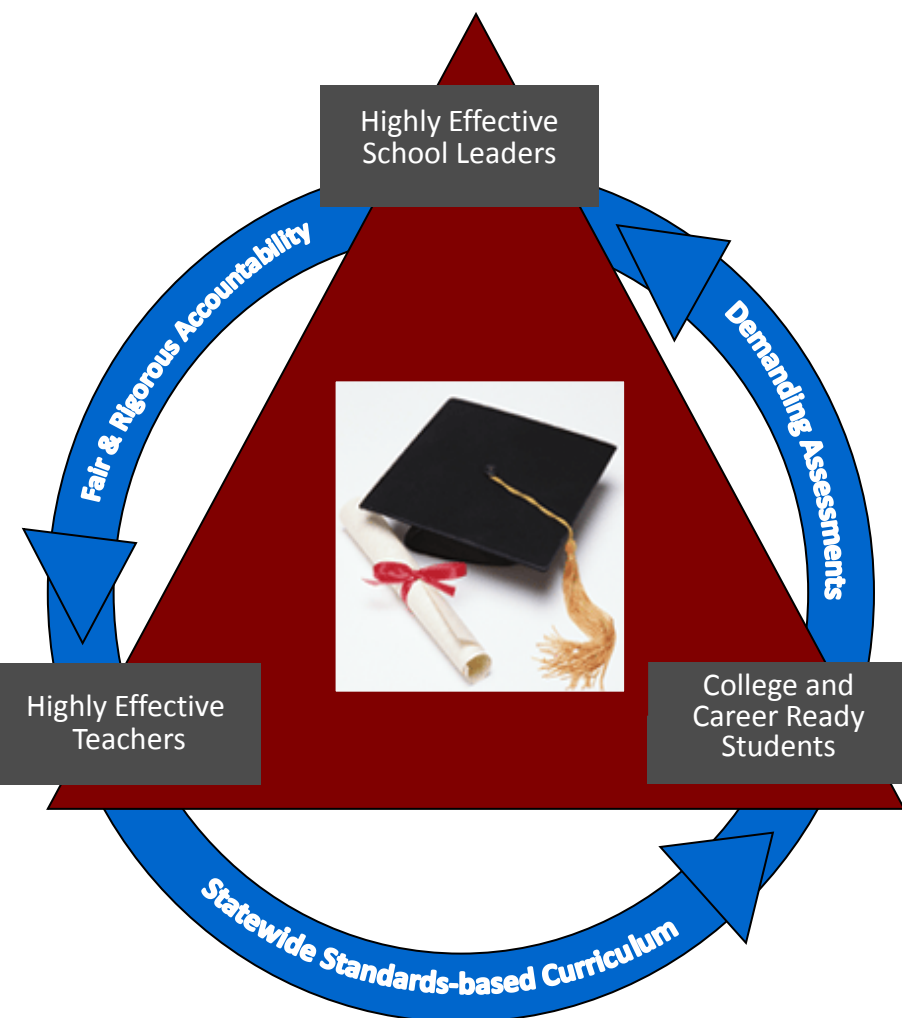 Highly Effective
School Leaders
Fair & Rigorous Accountability
Demanding Assessments
Highly Effective
Teachers
College and
Career Ready
Students
Statewide Standards-based Curriculum